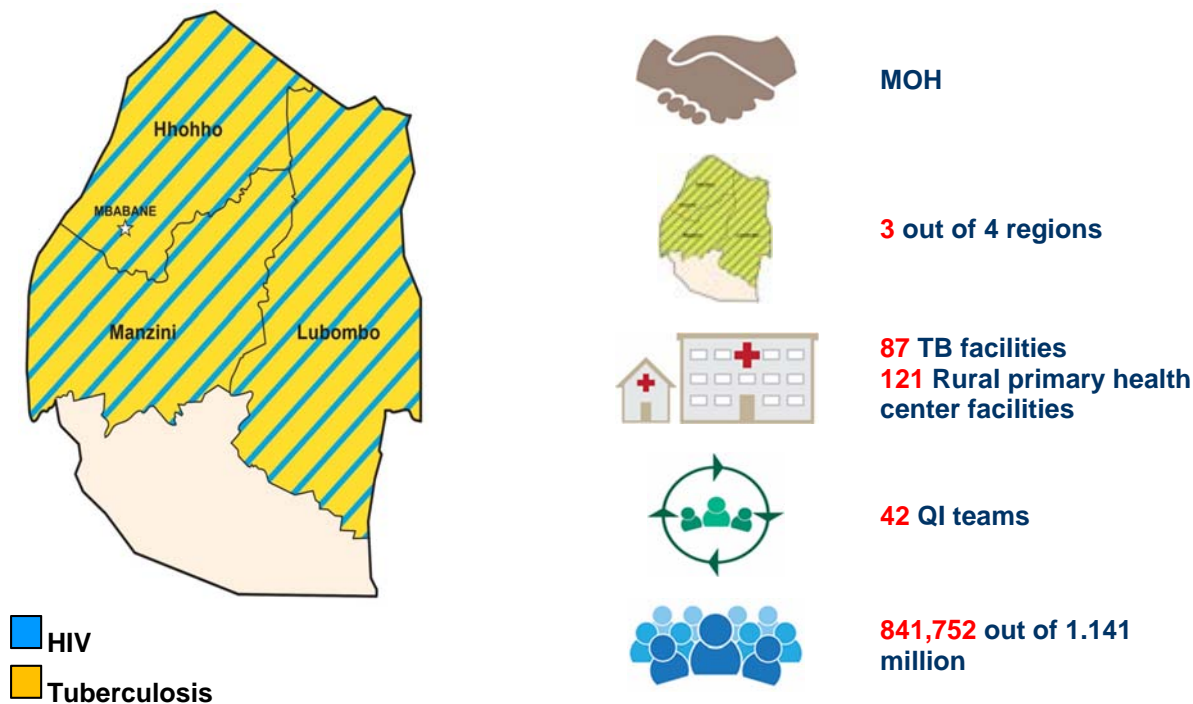 Hhohho
MBABANE
Manzini
Lubombo
HIV
Tuberculosis
MOH
3 out of 4 regions
87 TB facilities
121 Rural primary health
center facilities
42 QI teams
841,752 out of 1.141
million